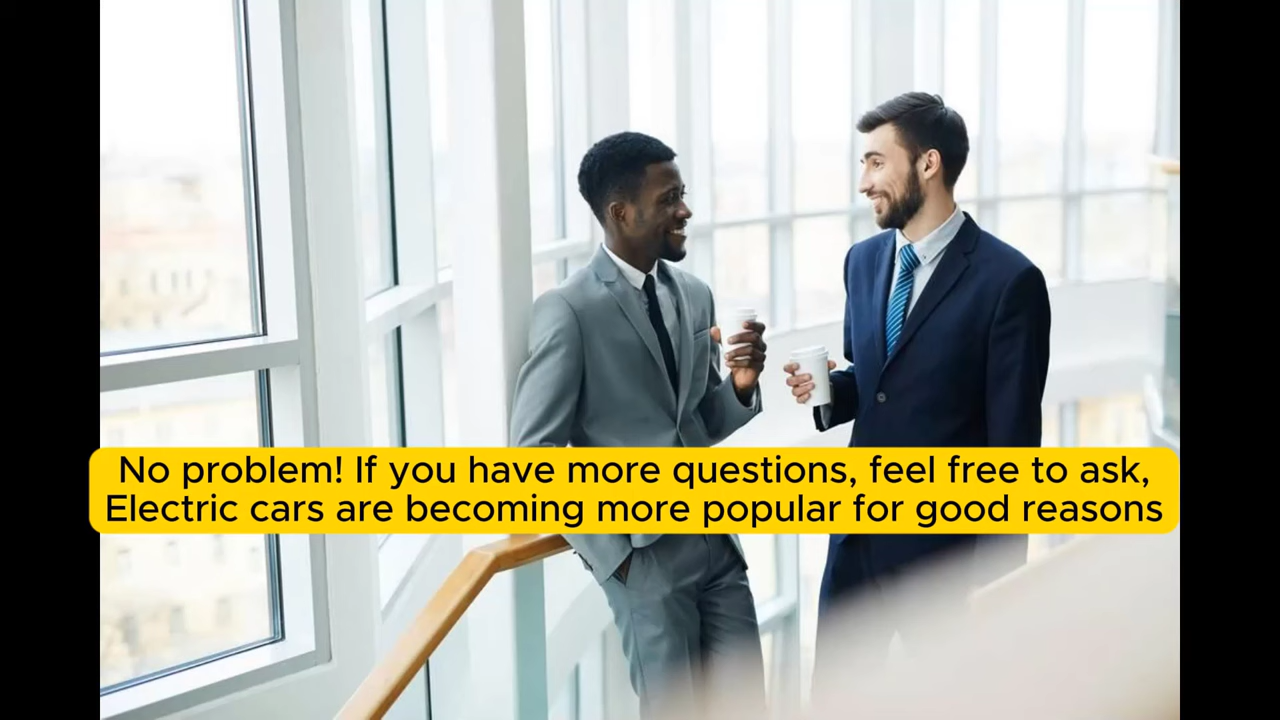 No problem! If you have more questions, feel free to ask,
Electric cars are becoming more popular for good reasons